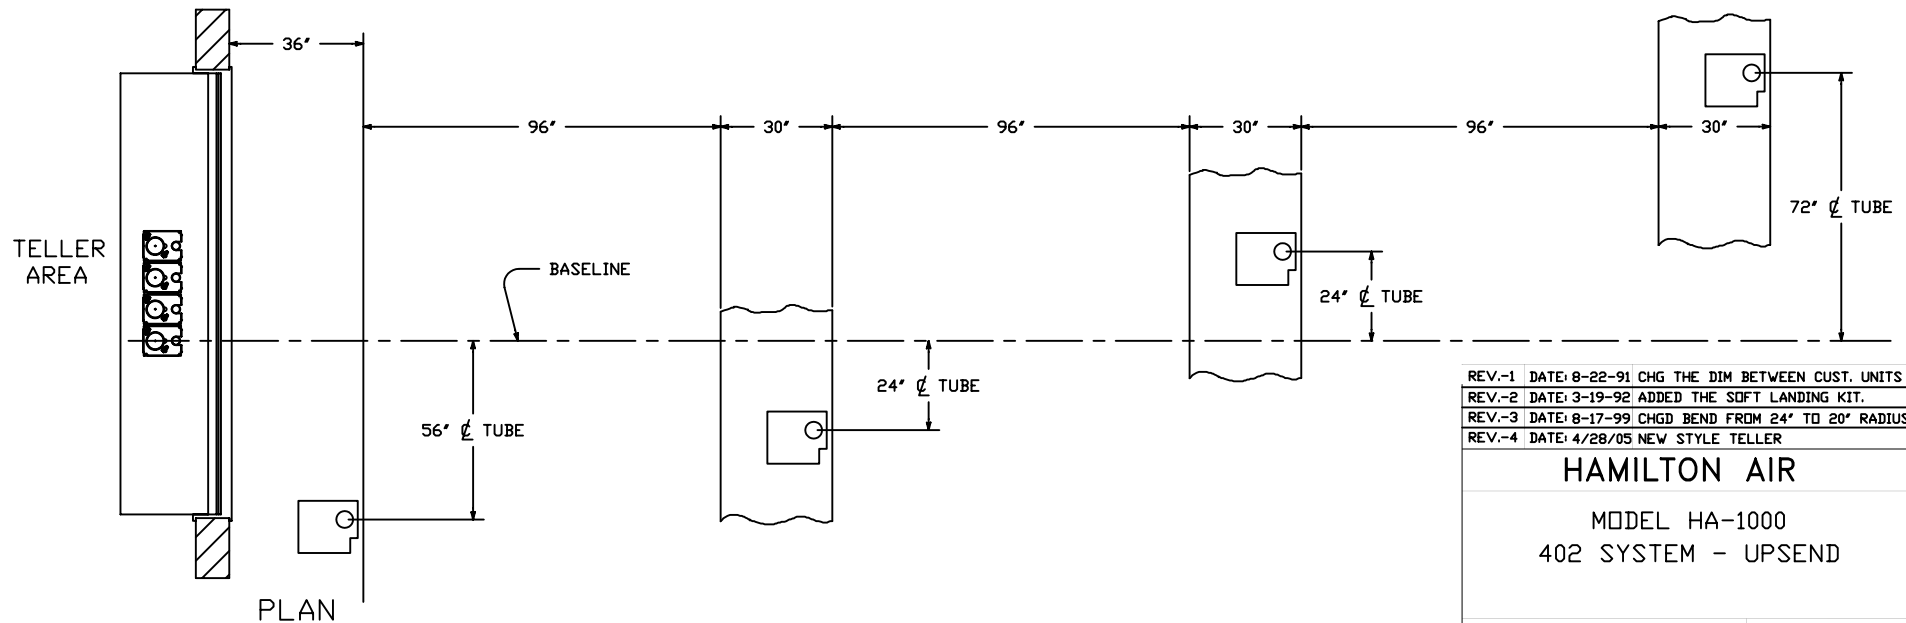 36"
96"
30"
96"
30"
96"
30"
72" ℄ TUBE
TELLER
AREA
BASELINE
24" ℄ TUBE
24" ℄ TUBE
56" ℄ TUBE
PLAN
REV.-1 DATE: 8-22-91 CHG THE DIM BETWEEN CUST. UNITS
REV.-2 DATE: 3-19-92 ADDED THE SOFT LANDING KIT.
REV.-3 DATE: 8-17-99 CHGD BEND FROM 24" TO 20" RADIUS
REV.-4 DATE: 4/28/05 NEW STYLE TELLER
HAMILTON AIR
MODEL HA-1000
402 SYSTEM - UPSEND